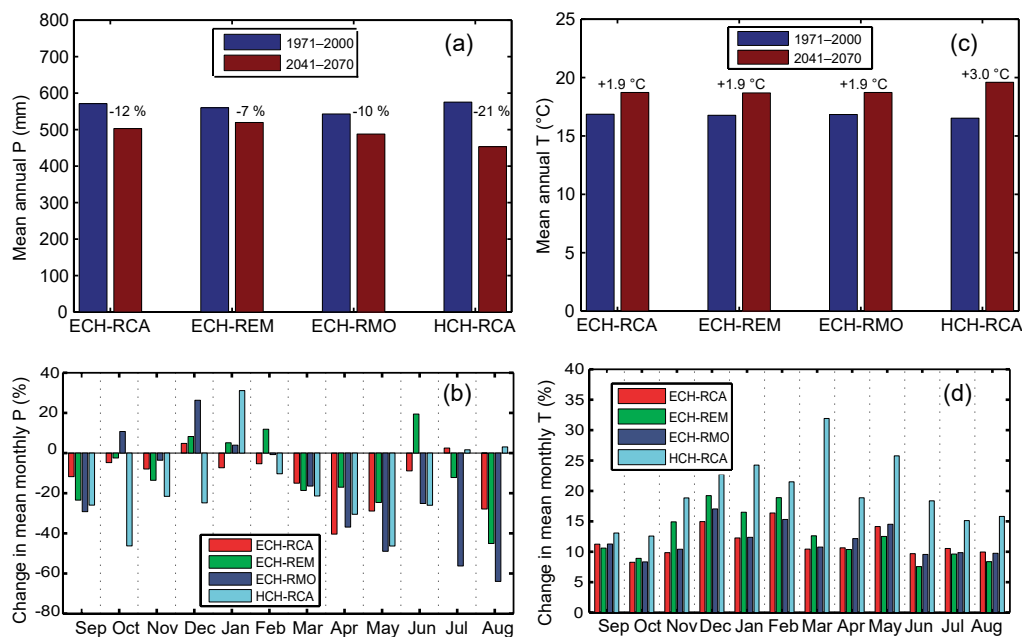 Mean annual P (mm)
800
700
600
500
400
300
200
100
0
1971–2000
2041–2070
(a)
-12 %
-7 %
-10 %
-21 %
ECH-RCA ECH-REM ECH-RMO HCH-RCA
Mean annual T (°C)
25
20
15
10
5
0
1971–2000
2041–2070
(c)
+1.9 °C
+1.9 °C
+1.9 °C
+3.0 °C
ECH-RCA ECH-REM ECH-RMO HCH-RCA
Change in mean monthly P (%)
40
20
0
-20
-40
-60
-80
(b)
ECH-RCA
ECH-REM
ECH-RMO
HCH-RCA
Sep Oct Nov Dec Jan Feb Mar Apr May Jun Jul Aug
Change in mean monthly T (%)
40
35
30
25
20
15
10
5
0
ECH-RCA
ECH-REM
ECH-RMO
HCH-RCA
(d)
Sep Oct Nov Dec Jan Feb Mar Apr May Jun Jul Aug